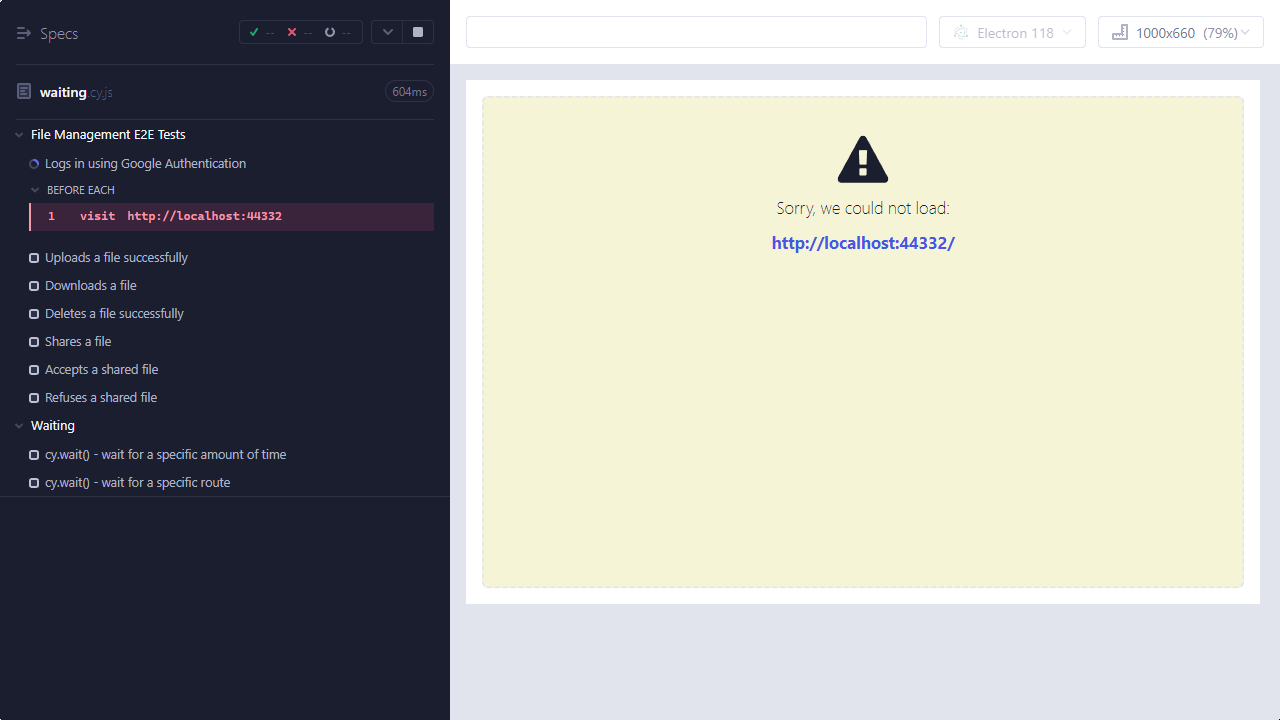 Specs
--
--
--
waiting.cy.js
604ms
File Management E2E Tests
Logs in using Google Authentication
BEFORE EACH
1 visit http://localhost:44332
Uploads a file successfully
Downloads a file
Deletes a file successfully
Shares a file
Accepts a shared file
Refuses a shared file
Waiting
cy.wait() - wait for a specific amount of time
cy.wait() - wait for a specific route
Electron 118
1000x660 (79%)
Sorry, we could not load:
http://localhost:44332/